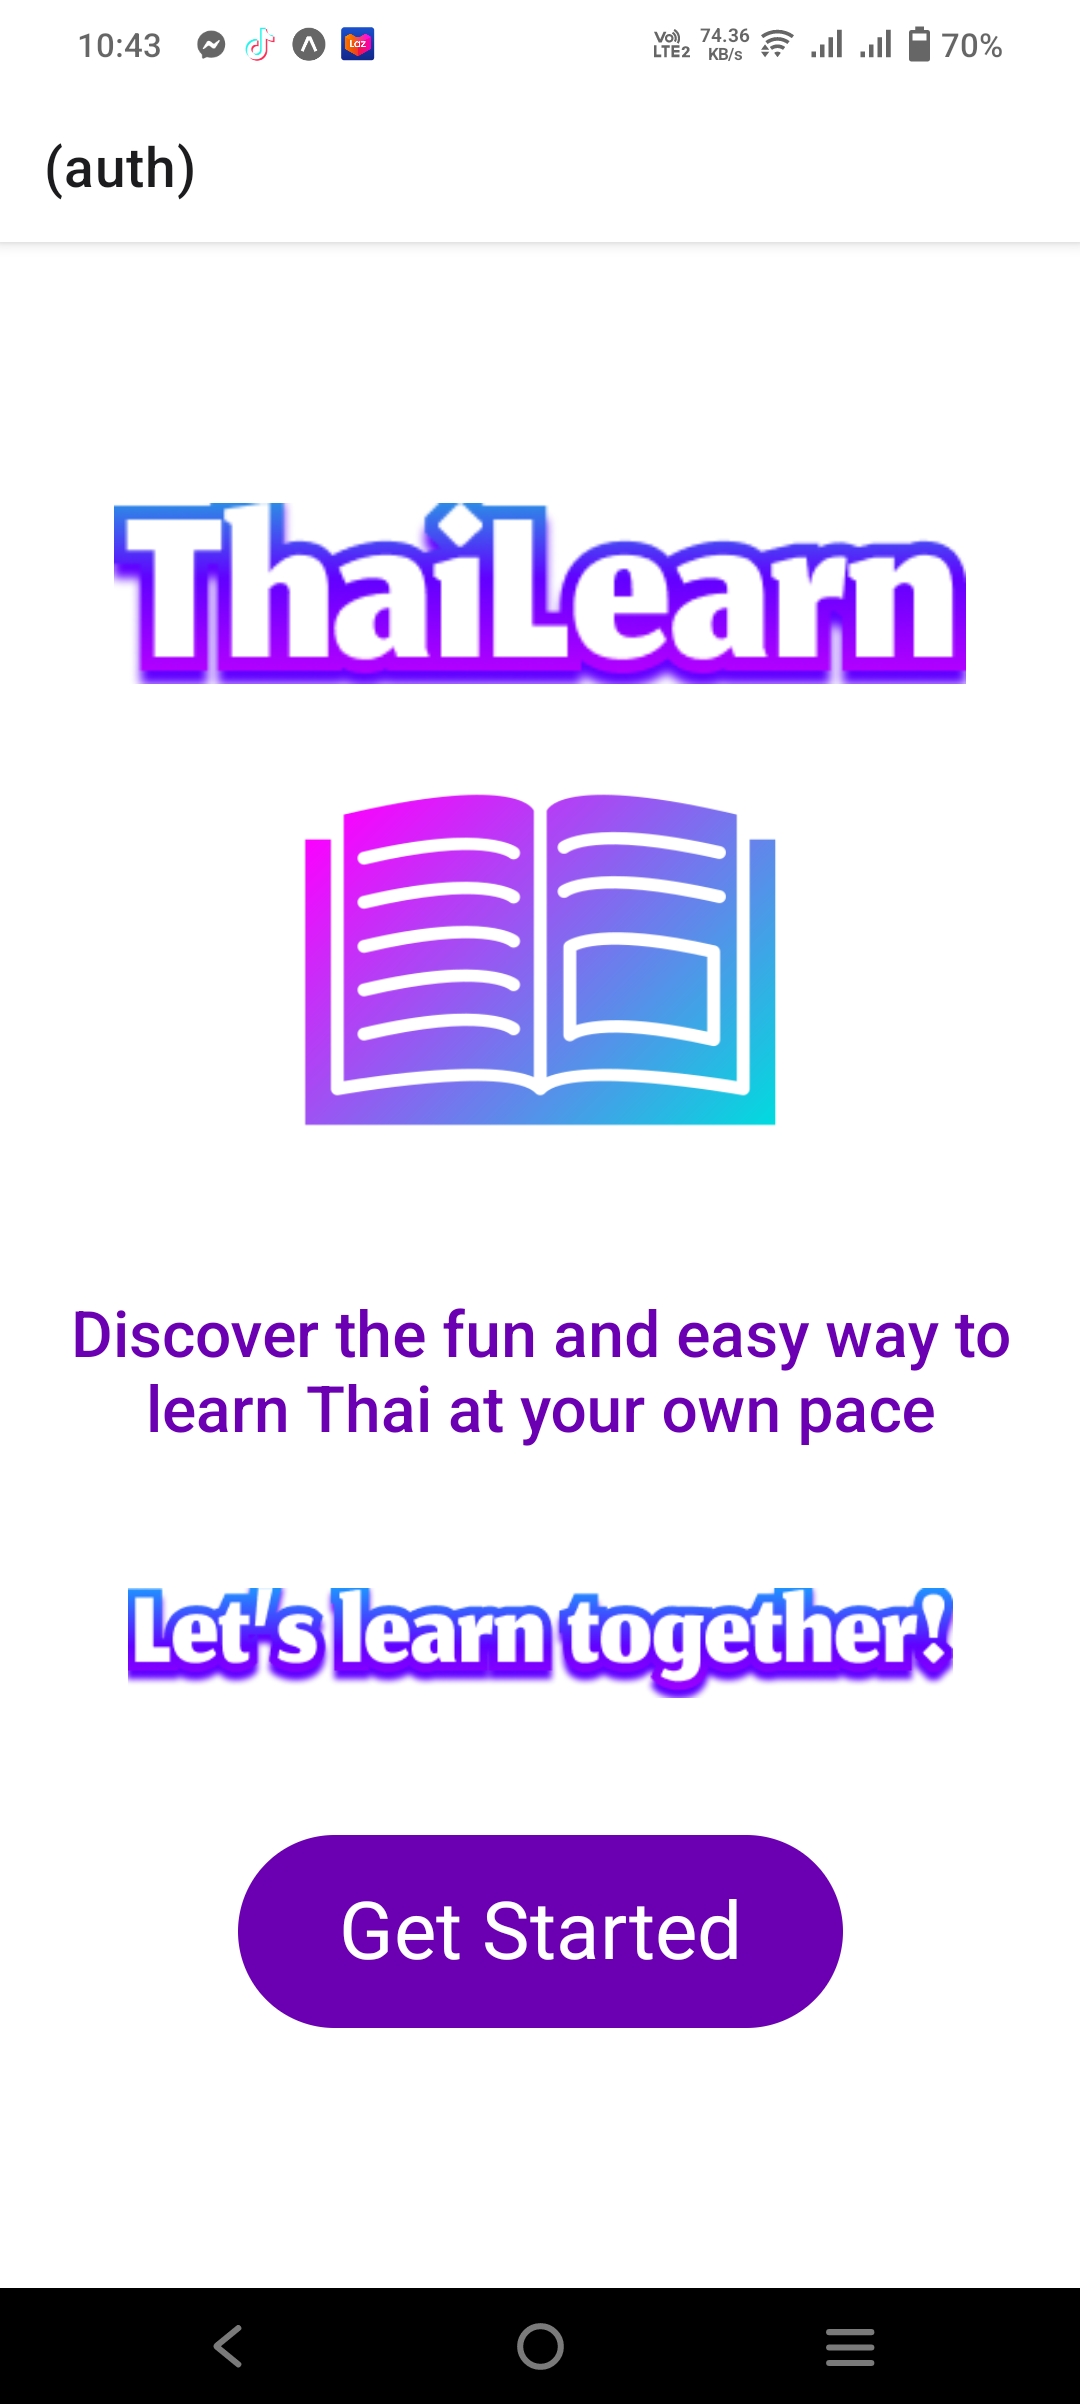 10:43 Laz Vo)) LTE2 74.36 KB/s 70%
(auth)
ThaiLearn
Discover the fun and easy way to
learn Thai at your own pace
Let's learn together!
Get Started